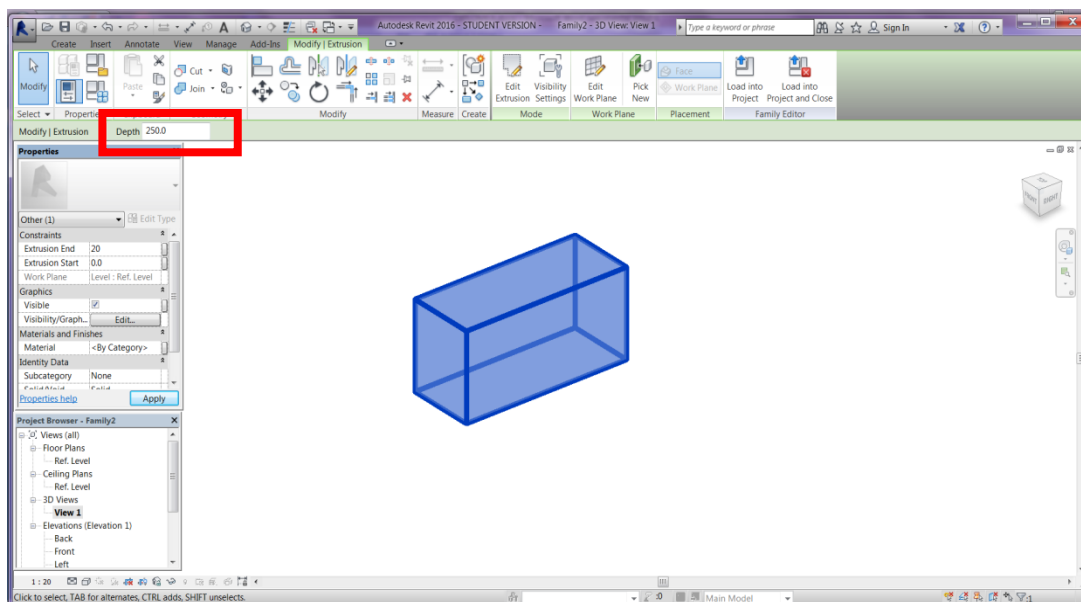 Autodesk Revit 2016 - STUDENT VERSION - Family2 - 3D View: View 1 Type a keyword or phrase Sign In
Create Insert Annotate View Manage Add-Ins Modify | Extrusion
Modify Paste Cut Join Edit Extrusion Visibility Settings Edit Work Plane Pick New Face Work Plane Load into Project Load into Project and Close
Select Modify Measure Create Mode Work Plane Placement Family Editor
Modify | Extrusion Depth 250.0
Properties
Other (1) Edit Type
Constraints
Extrusion End 20
Extrusion Start 0.0
Work Plane Level : Ref. Level
Graphics
Visible
Visibility/Graph... Edit...
Materials and Finishes
Material <By Category>
Identity Data
Subcategory None
Properties help Apply
Project Browser - Family2
Views (all)
Floor Plans
Ref. Level
Ceiling Plans
Ref. Level
3D Views
View 1
Elevations (Elevation 1)
Back
Front
Left
1 : 20
Click to select, TAB for alternates, CTRL adds, SHIFT unselects. :0 Main Model :1
TOP
FRONT RIGHT